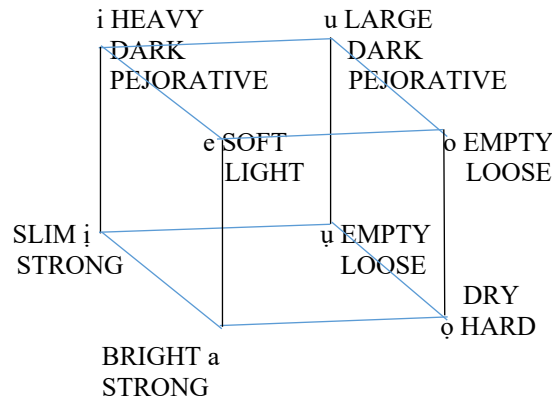 i HEAVY
DARK
PEJORATIVE
u LARGE
DARK
PEJORATIVE
e SOFT
LIGHT
o EMPTY
LOOSE
SLIM ị
STRONG
ụ EMPTY
LOOSE
DRY
ọ HARD
BRIGHT a
STRONG